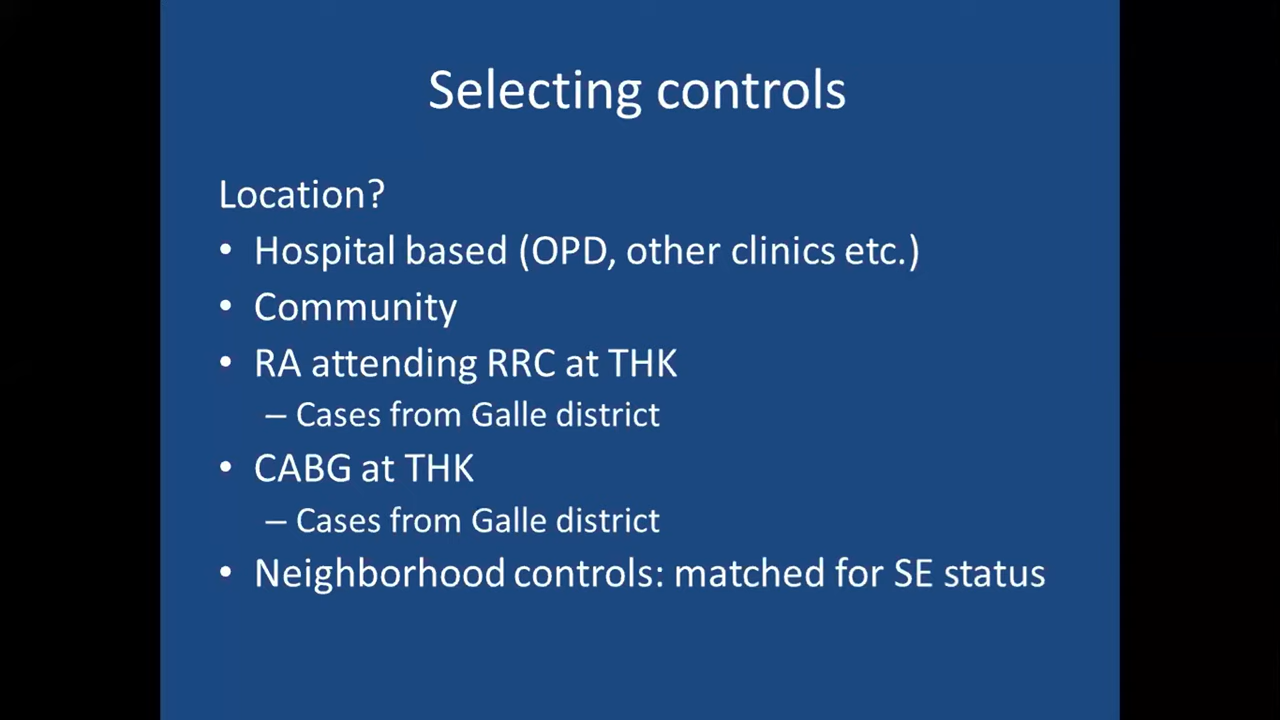 Selecting controls
Location?
• Hospital based (OPD, other clinics etc.)
• Community
• RA attending RRC at THK
– Cases from Galle district
• CABG at THK
– Cases from Galle district
• Neighborhood controls: matched for SE status